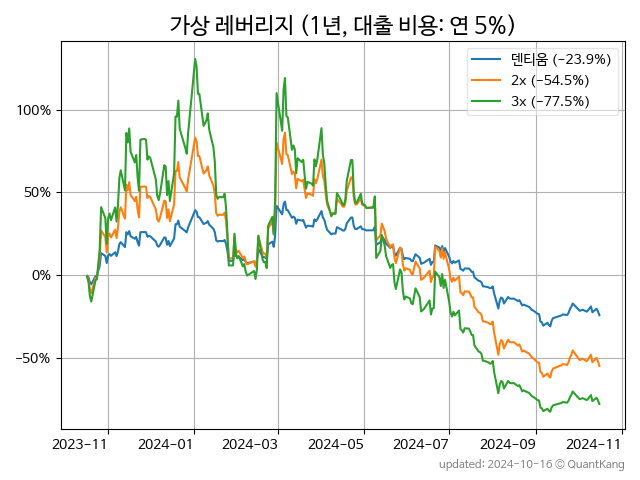 가상 레버리지 (1년, 대출 비용: 연 5%)
덴티움 (-23.9%)
2x (-54.5%)
3x (-77.5%)
100%
50%
0%
-50%
2023-11 2024-01 2024-03 2024-05 2024-07 2024-09 2024-11
updated: 2024-10-16 © QuantKang